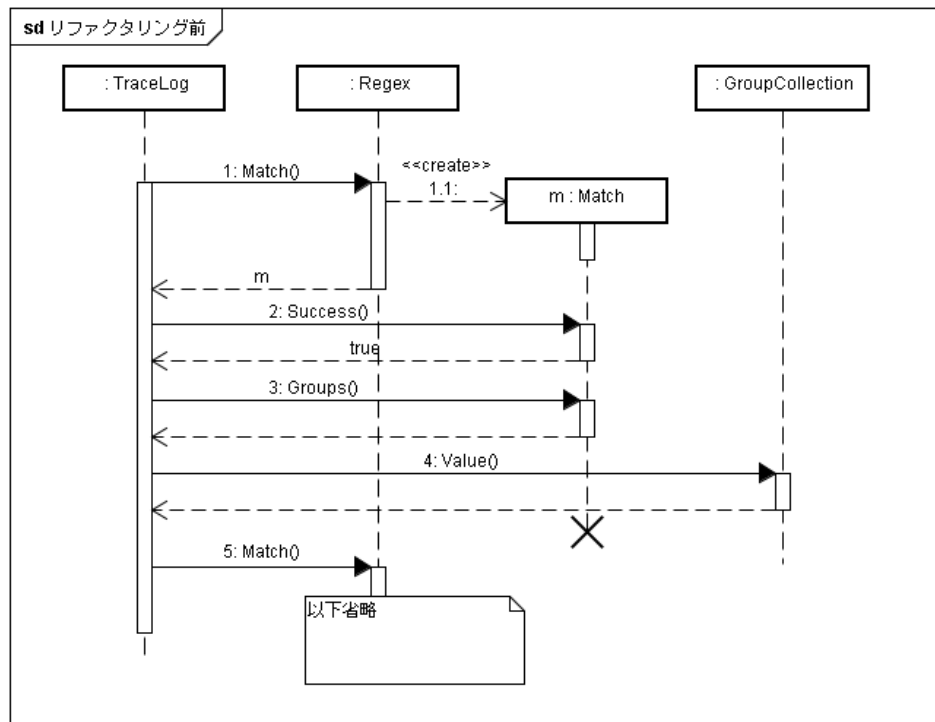 sd リファクタリング前
: TraceLog
: Regex
: GroupCollection
1: Match()
<<create>>
1.1:
m : Match
m
2: Success()
true
3: Groups()
4: Value()
5: Match()
以下省略